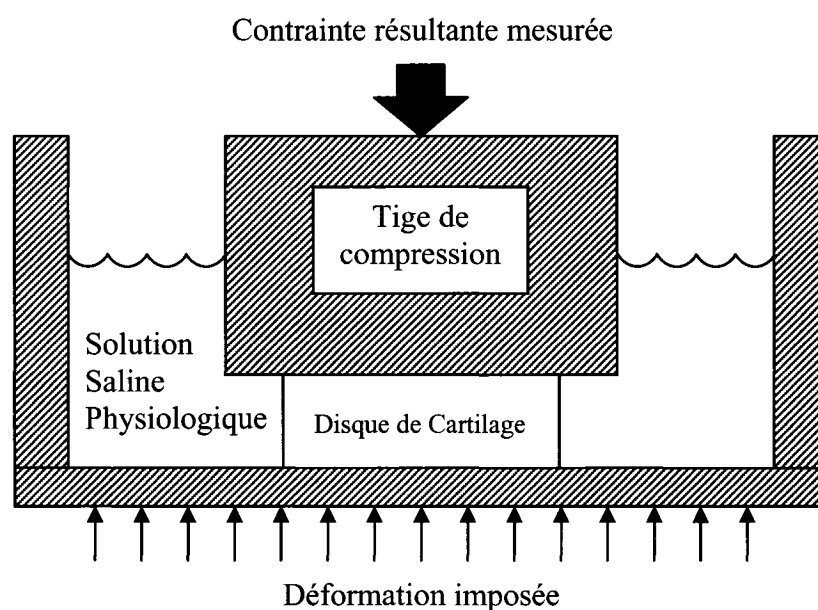 Contrainte résultante mesurée
Tige de
compression
Solution
Saline
Physiologique
Disque de Cartilage
Déformation imposée